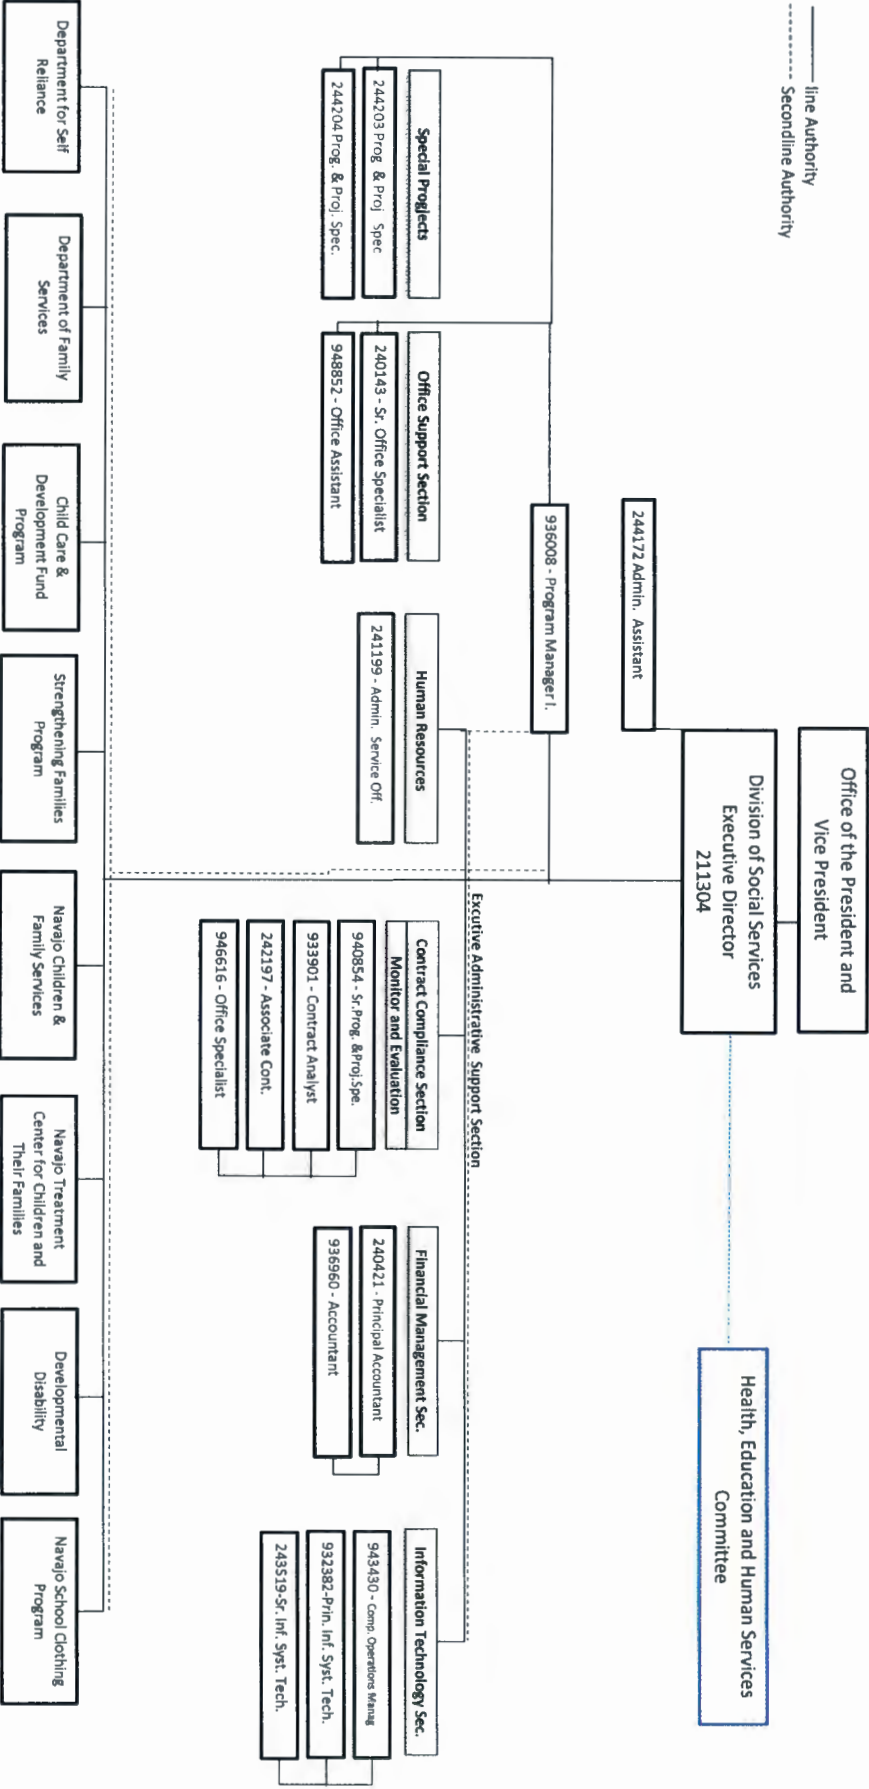 line Authority
Secondline Authority
Office of the President and
Vice President
Division of Social Services
Executive Director
211304
Health, Education and Human Services
Committee
244172 Admin. Assistant
936008 - Program Manager I.
Excutive Administrative Support Section
Special Progjects
244203 Prog & Proj Spec
244204 Prog. & Proj. Spec.
Office Support Section
240143 - Sr. Office Specialist
948852 - Office Assistant
Human Resources
241199 - Admin. Service Off.
Contract Compliance Section
Monitor and Evaluation
940854 - Sr.Prog. &Proj.Spe.
933901 - Contract Analyst
242197 - Associate Cont.
946616 - Office Specialist
Financial Management Sec.
240421 - Principal Accountant
936960 - Accountant
Information Technology Sec.
943430 - Comp. Operations Manag
932382-Prin. Inf. Syst. Tech.
243519-Sr. Inf. Syst. Tech.
Department for Self
Reliance
Department of Family
Services
Child Care &
Development Fund
Program
Strengthening Families
Program
Navajo Children &
Family Services
Navajo Treatment
Center for Children and
Their Families
Developmental
Disability
Navajo School Clothing
Program